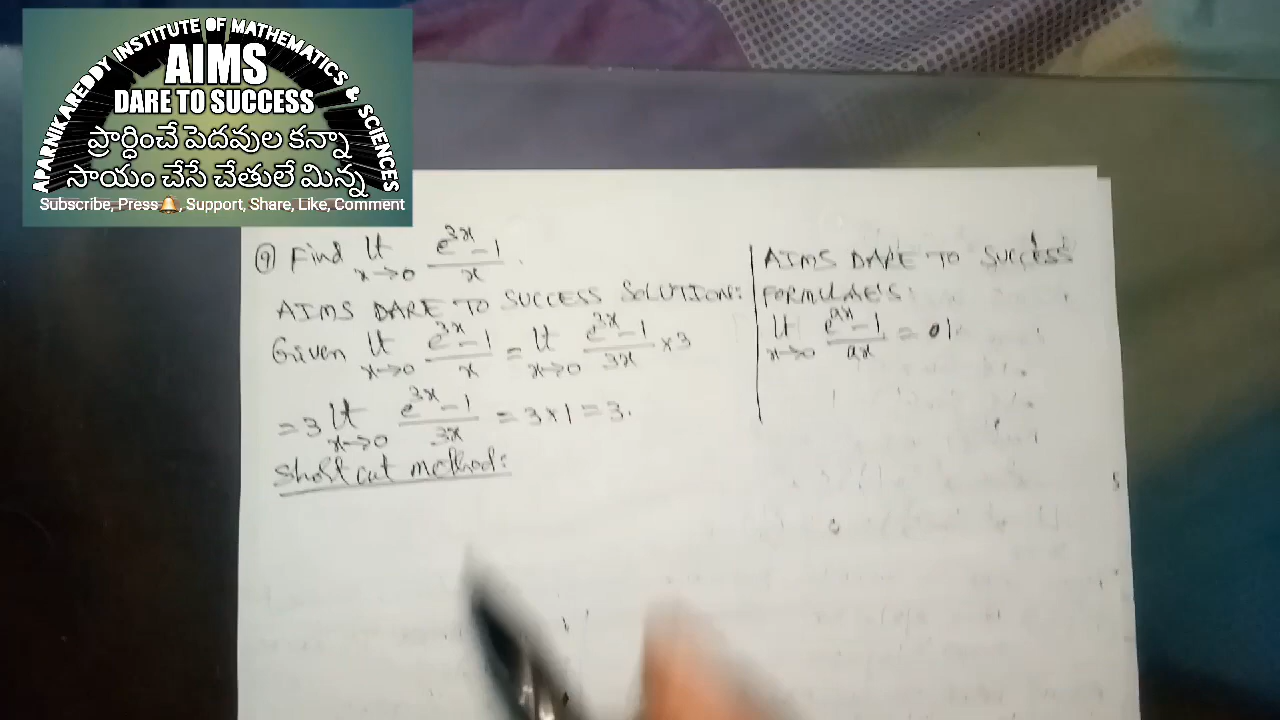 APARNIKAREDDY INSTITUTE OF MATHEMATICS & SCIENCES
AIMS
DARE TO SUCCESS
ప్రార్ధించే పెదవుల కన్నా
సాయం చేసే చేతులే మిన్న
Subscribe, Press🔔, Support, Share, Like, Comment
⑨ Find lt x→0 (e^{3x}-1)/x .
AIMS DARE TO SUCCESS SOLUTION:
Given lt x→0 (e^{3x}-1)/x = lt x→0 (e^{3x}-1)/3x ×3
= 3 lt x→0 (e^{3x}-1)/3x = 3×1 = 3.
Short cut method:
AIMS DARE TO SUCCESS
FORMULAE'S:
lt x→0 (e^{ax}-1)/ax = 1